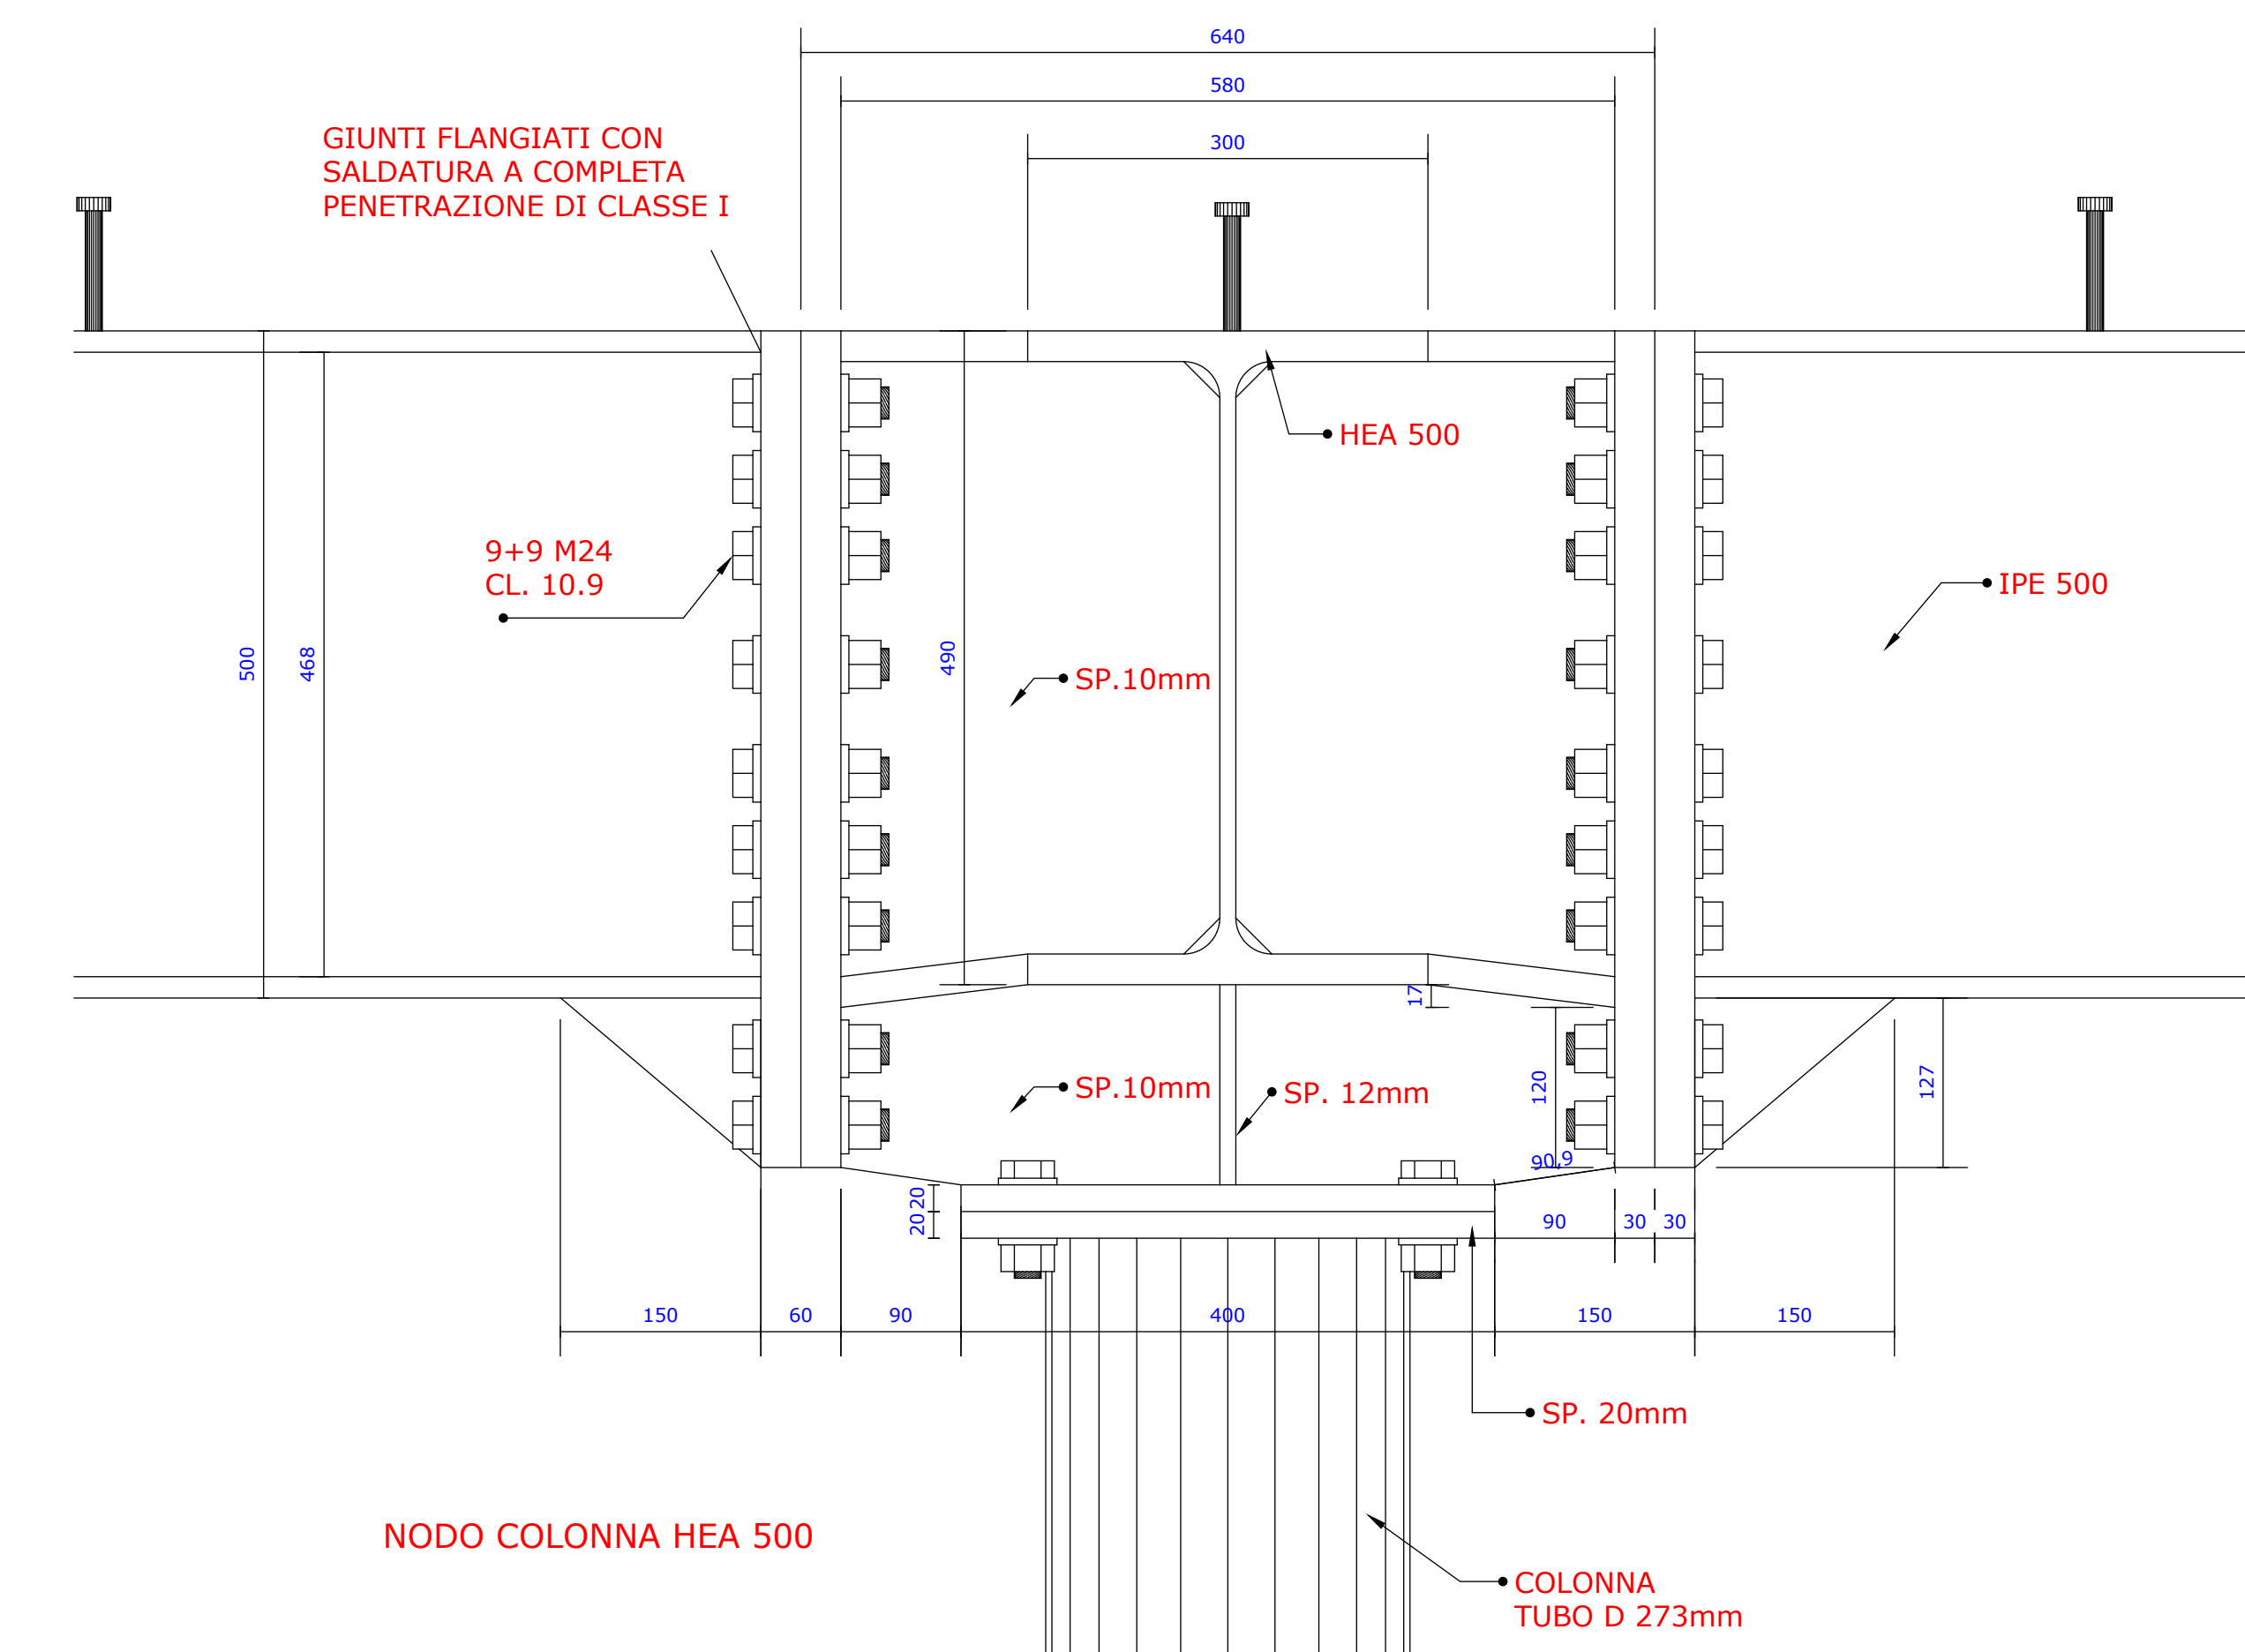 640
580
300
GIUNTI FLANGIATI CON
SALDATURA A COMPLETA
PENETRAZIONE DI CLASSE I
HEA 500
9+9 M24
CL. 10.9
IPE 500
500
468
490
SP.10mm
17
120
127
SP.10mm
SP. 12mm
90,9
20
20
90
30
30
150
60
90
400
150
150
SP. 20mm
NODO COLONNA HEA 500
COLONNA
TUBO D 273mm